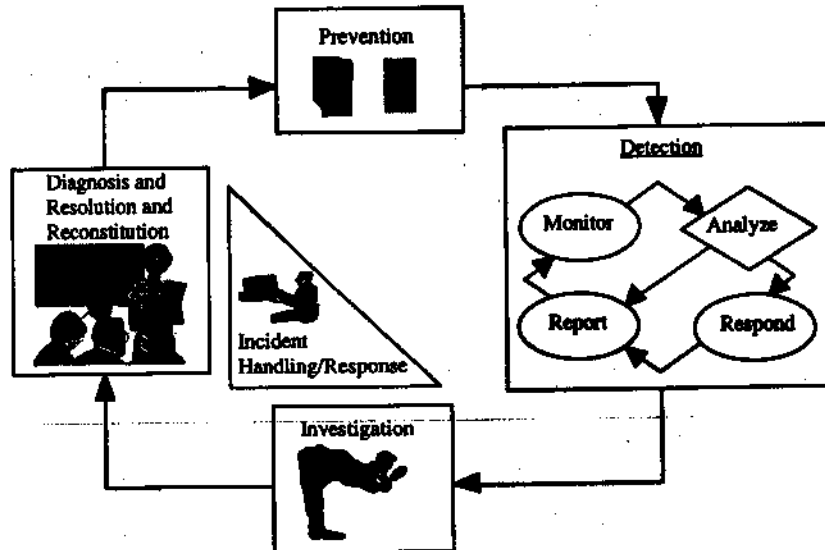 Prevention
Detection
Monitor
Analyze
Report
Respond
Diagnosis and
Resolution and
Reconstitution
Incident
Handling/Response
Investigation